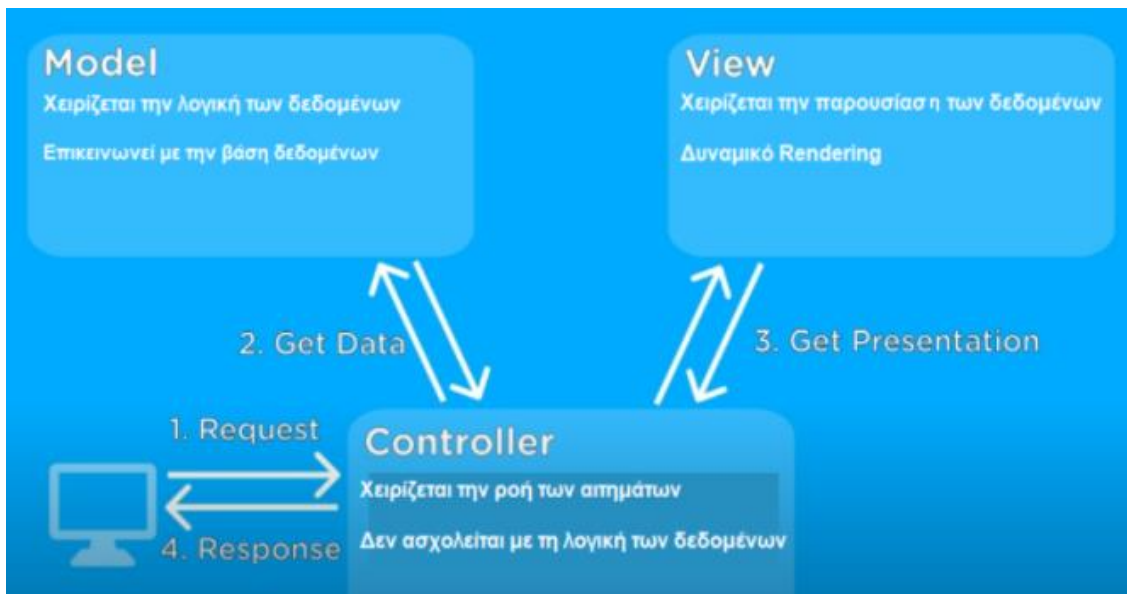 Model
Χειρίζεται την λογική των δεδομένων
Επικεινωνεί με την βάση δεδομένων
View
Χειρίζεται την παρουσίαση των δεδομένων
Δυναμικό Rendering
2. Get Data
3. Get Presentation
1. Request
4. Response
Controller
Χειρίζεται την ροή των αιτημάτων
Δεν ασχολείται με τη λογική των δεδομένων